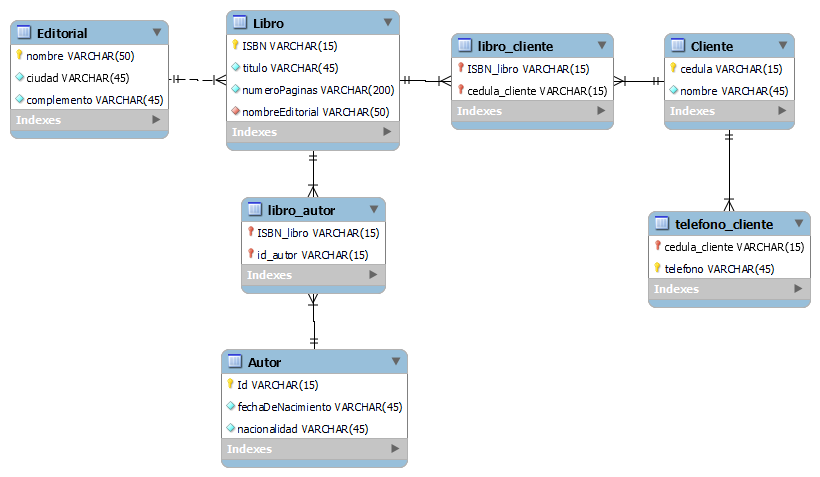 Editorial
nombre VARCHAR(50)
ciudad VARCHAR(45)
complemento VARCHAR(45)
Indexes
Libro
ISBN VARCHAR(15)
titulo VARCHAR(45)
numeroPaginas VARCHAR(200)
nombreEditorial VARCHAR(50)
Indexes
libro_cliente
ISBN_libro VARCHAR(15)
cedula_cliente VARCHAR(15)
Indexes
Cliente
cedula VARCHAR(15)
nombre VARCHAR(45)
Indexes
libro_autor
ISBN_libro VARCHAR(15)
id_autor VARCHAR(15)
Indexes
telefono_cliente
cedula_cliente VARCHAR(15)
telefono VARCHAR(45)
Indexes
Autor
Id VARCHAR(15)
fechaDeNacimiento VARCHAR(45)
nacionalidad VARCHAR(45)
Indexes